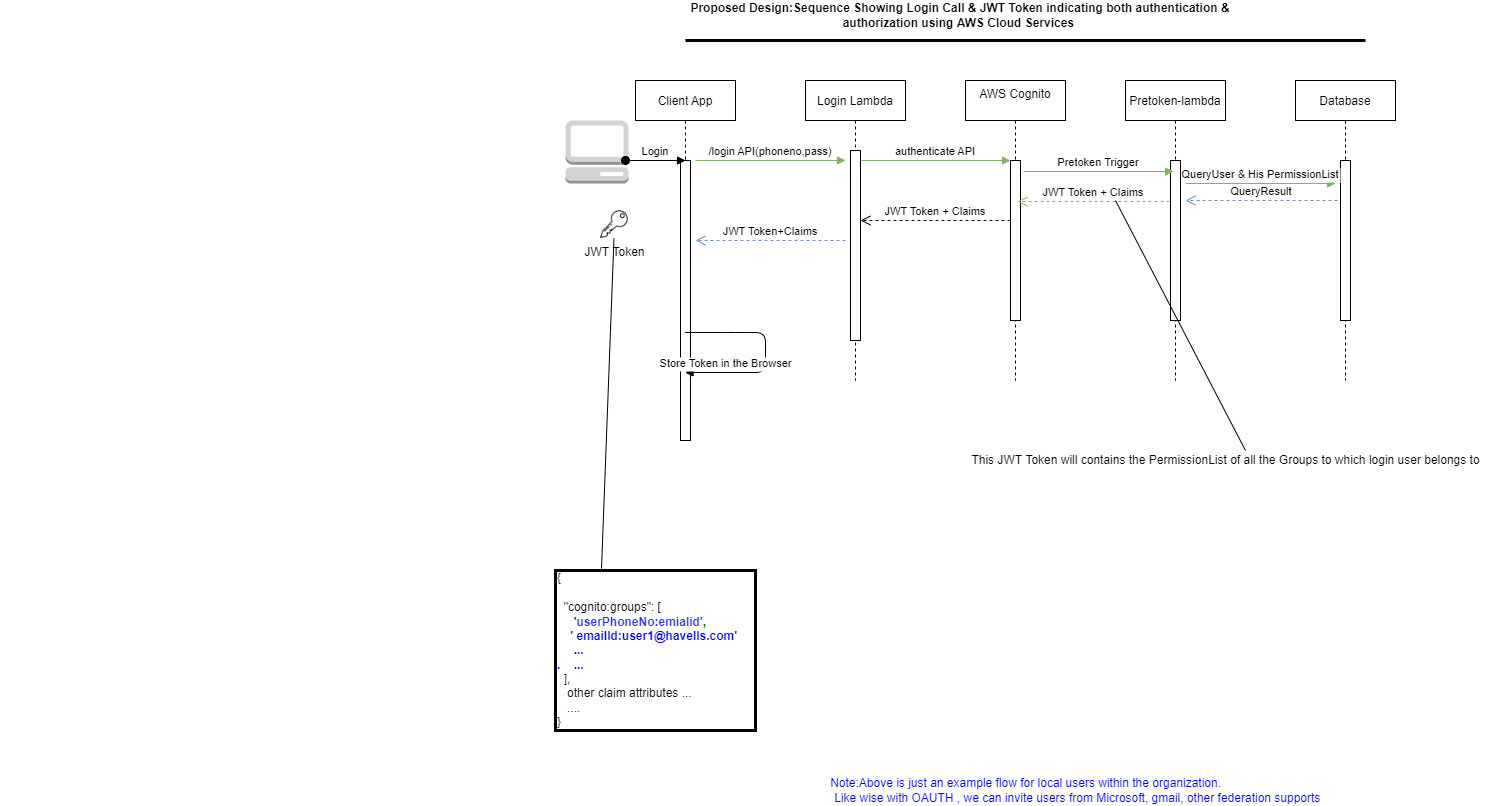 Proposed Design:Sequence Showing Login Call & JWT Token indicating both authentication &
authorization using AWS Cloud Services
Client App
Login Lambda
AWS Cognito
Pretoken-lambda
Database
Login
/login API(phoneno,pass)
authenticate API
Pretoken Trigger
QueryUser & His PermissionList
QueryResult
JWT Token + Claims
JWT Token + Claims
JWT Token+Claims
JWT Token
Store Token in the Browser
This JWT Token will contains the PermissionList of all the Groups to which login user belongs to
{
"cognito:groups": [
'userPhoneNo:emialid',
' emailId:user1@havells.com'
...
. ...
],
other claim attributes ...
....
}
Note:Above is just an example flow for local users within the organization.
Like wise with OAUTH , we can invite users from Microsoft, gmail, other federation supports